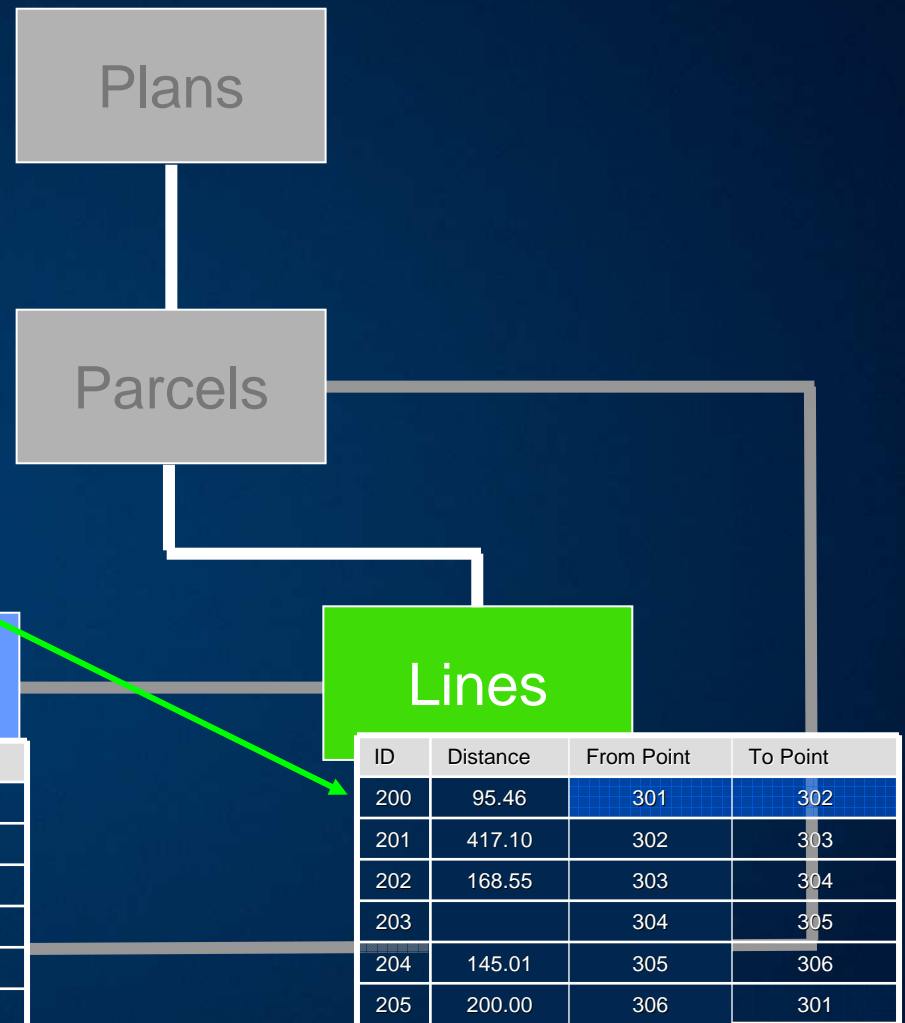 Plans
Parcels
Lines
ID Distance From Point To Point
200 95.46 301 302
201 417.10 302 303
202 168.55 303 304
203 304 305
204 145.01 305 306
205 200.00 306 301